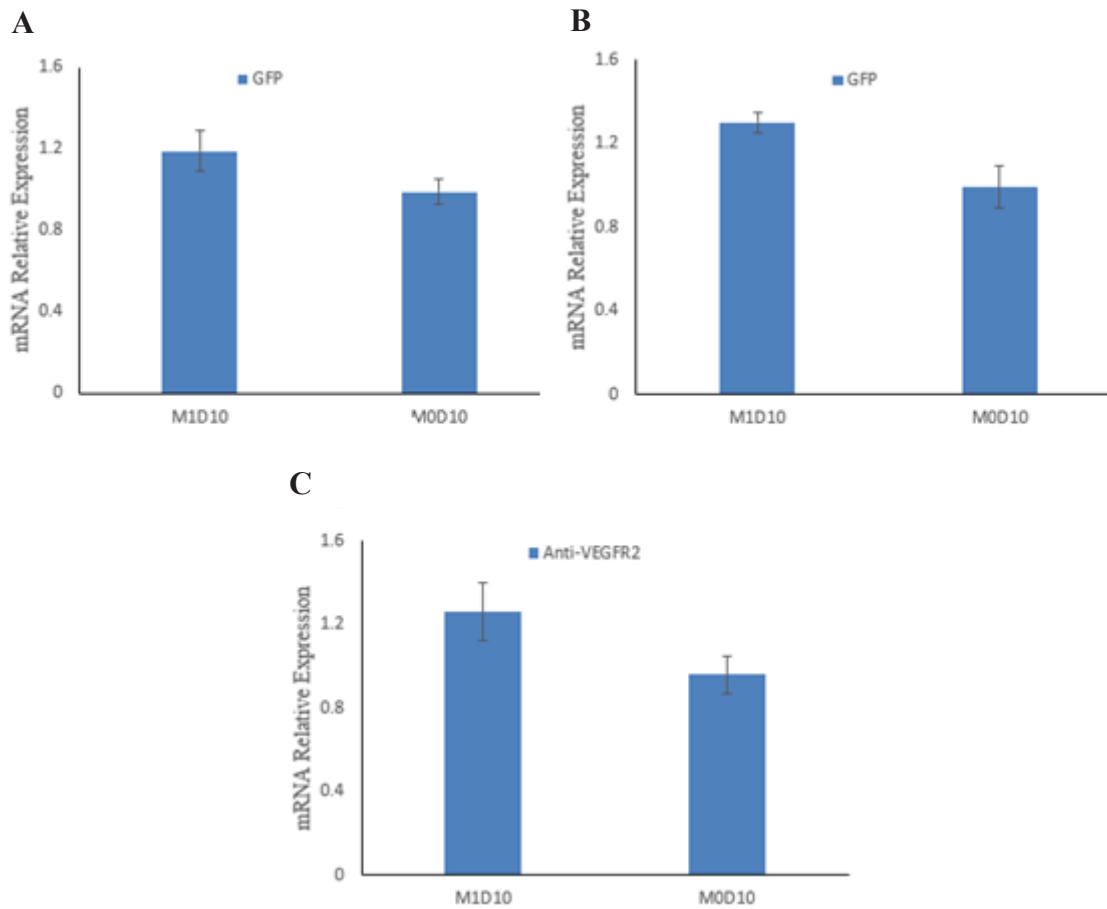 A
1.6
GFP
1.2
0.8
0.4
0
mRNA Relative Expression
M1D10
M0D10
B
1.6
GFP
1.2
0.8
0.4
0
mRNA Relative Expression
M1D10
M0D10
C
1.6
Anti-VEGFR2
1.2
0.8
0.4
0
mRNA Relative Expression
M1D10
M0D10